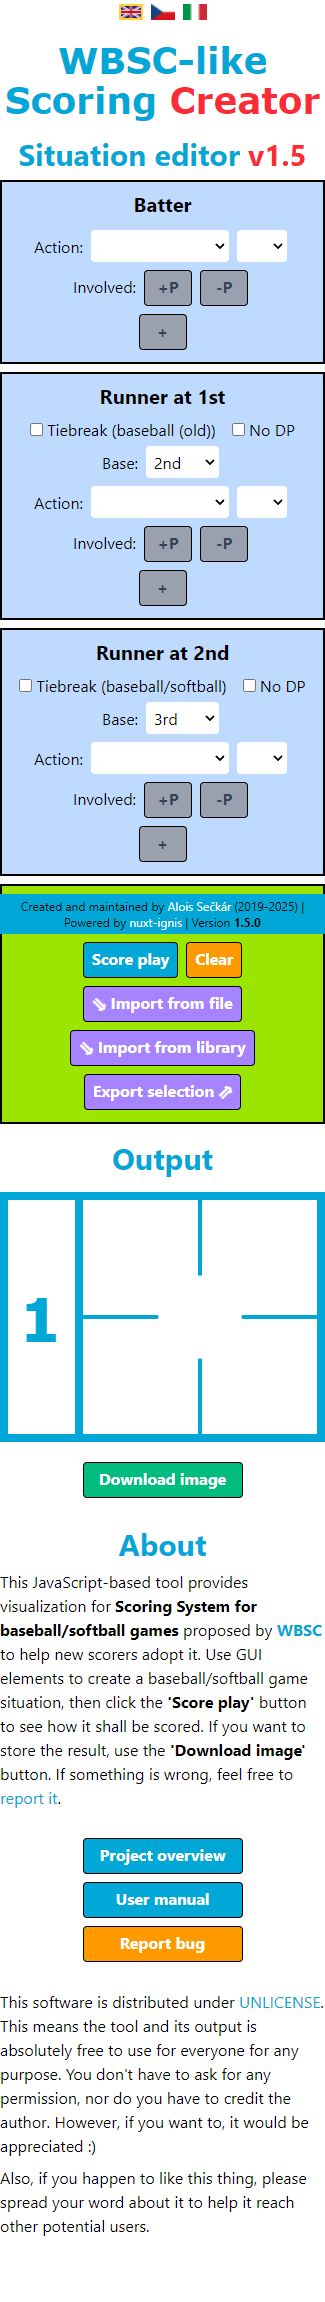 WBSC-like
Scoring Creator
Situation editor v1.5
Batter
Action:
Involved: +P -P
+
Runner at 1st
Tiebreak (baseball (old)) No DP
Base: 2nd
Action:
Involved: +P -P
+
Runner at 2nd
Tiebreak (baseball/softball) No DP
Base: 3rd
Action:
Involved: +P -P
+
Created and maintained by Alois Sečkár (2019-2025) |
Powered by nuxt-ignis | Version 1.5.0
Score play Clear
⇘ Import from file
⇘ Import from library
Export selection ⇗
Output
1
Download image
About
This JavaScript-based tool provides
visualization for Scoring System for
baseball/softball games proposed by WBSC
to help new scorers adopt it. Use GUI
elements to create a baseball/softball game
situation, then click the 'Score play' button
to see how it shall be scored. If you want to
store the result, use the 'Download image'
button. If something is wrong, feel free to
report it.
Project overview
User manual
Report bug
This software is distributed under UNLICENSE.
This means the tool and its output is
absolutely free to use for everyone for any
purpose. You don't have to ask for any
permission, nor do you have to credit the
author. However, if you want to, it would be
appreciated :)
Also, if you happen to like this thing, please
spread your word about it to help it reach
other potential users.